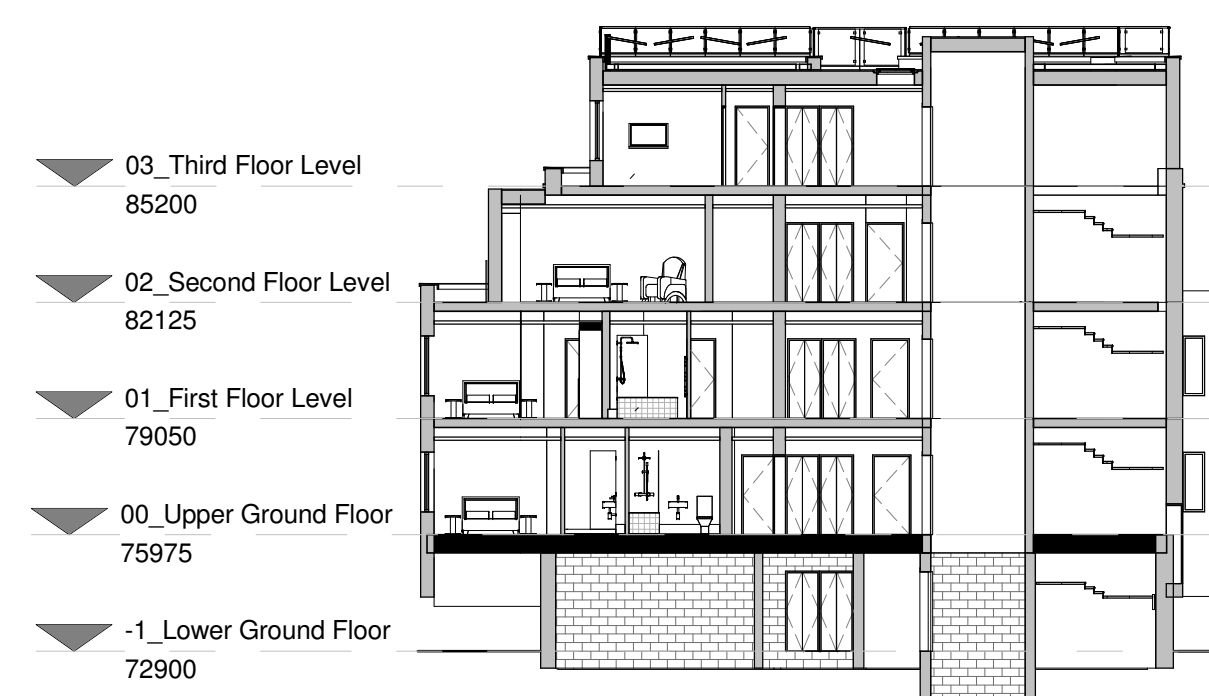 03_Third Floor Level
85200
02_Second Floor Level
82125
01_First Floor Level
79050
00_Upper Ground Floor
75975
-1_Lower Ground Floor
72900